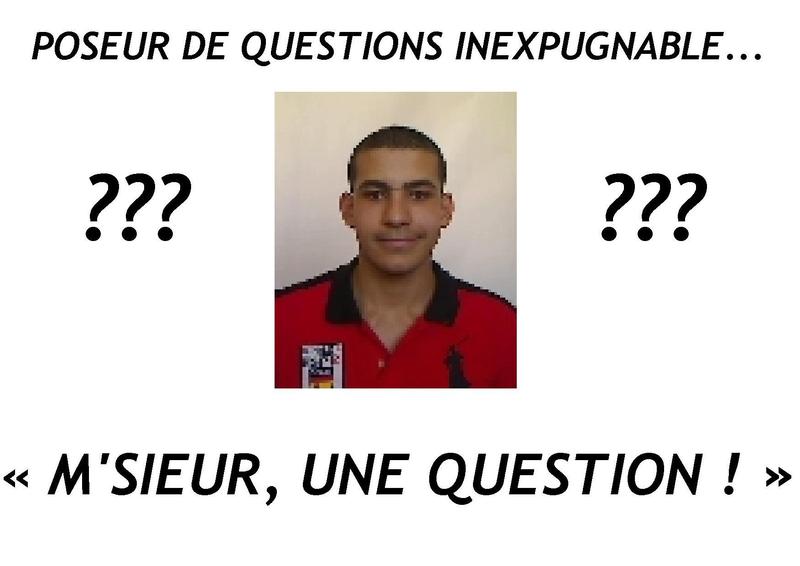 POSEUR DE QUESTIONS INEXPUGNABLE...
??? ???
« M'SIEUR, UNE QUESTION ! »